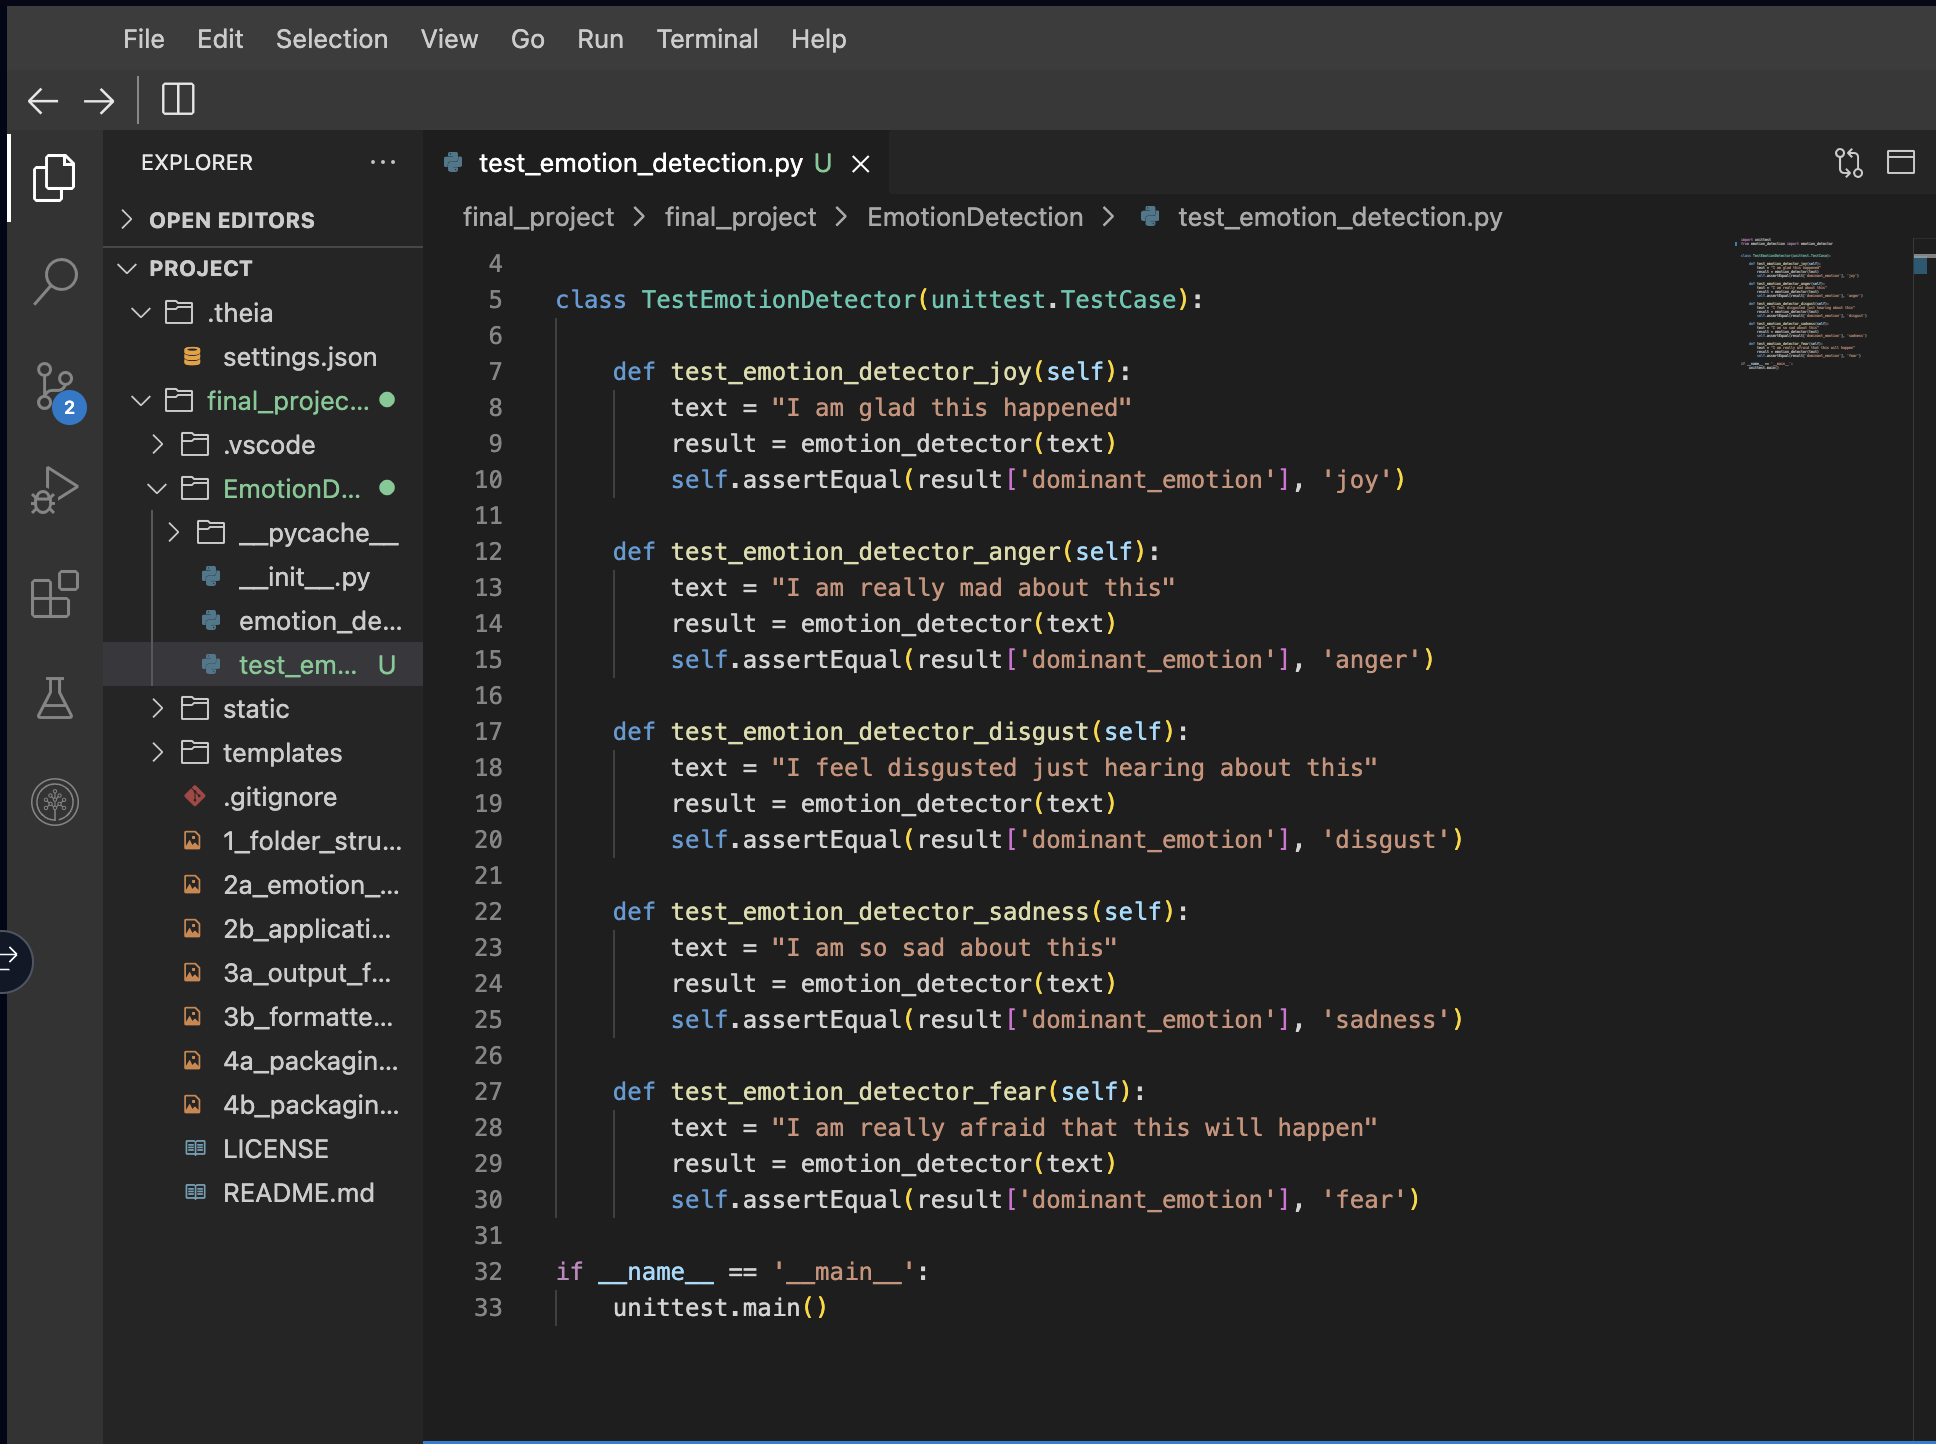 File Edit Selection View Go Run Terminal Help
EXPLORER ...
OPEN EDITORS
PROJECT
.theia
settings.json
final_projec...
.vscode
EmotionD...
__pycache__
__init__.py
emotion_de...
test_em... U
static
templates
.gitignore
1_folder_stru...
2a_emotion_...
2b_applicati...
3a_output_f...
3b_formatte...
4a_packagin...
4b_packagin...
LICENSE
README.md
2
test_emotion_detection.py U
final_project > final_project > EmotionDetection > test_emotion_detection.py
4
5 class TestEmotionDetector(unittest.TestCase):
6
7 def test_emotion_detector_joy(self):
8 text = "I am glad this happened"
9 result = emotion_detector(text)
10 self.assertEqual(result['dominant_emotion'], 'joy')
11
12 def test_emotion_detector_anger(self):
13 text = "I am really mad about this"
14 result = emotion_detector(text)
15 self.assertEqual(result['dominant_emotion'], 'anger')
16
17 def test_emotion_detector_disgust(self):
18 text = "I feel disgusted just hearing about this"
19 result = emotion_detector(text)
20 self.assertEqual(result['dominant_emotion'], 'disgust')
21
22 def test_emotion_detector_sadness(self):
23 text = "I am so sad about this"
24 result = emotion_detector(text)
25 self.assertEqual(result['dominant_emotion'], 'sadness')
26
27 def test_emotion_detector_fear(self):
28 text = "I am really afraid that this will happen"
29 result = emotion_detector(text)
30 self.assertEqual(result['dominant_emotion'], 'fear')
31
32 if __name__ == '__main__':
33 unittest.main()